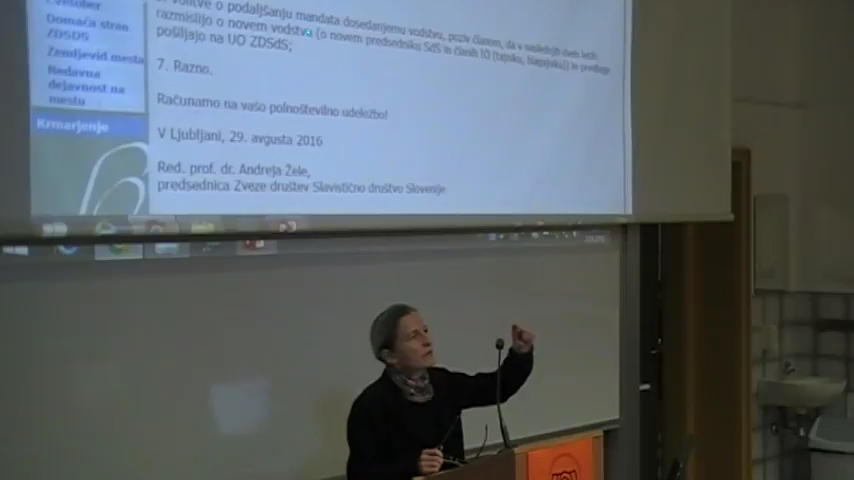 Domača stran
ZDSDS
Zemljevid mesta
Nedavna
dejavnost na
mestu
Krmarjenje
volitve o podaljšanju mandata dosedanjemu vodstvu, poziv članom, da v naslednjih dveh letih
razmislijo o novem vodstvu (o novem predsedniku SdS in članih IO (tajniku, blagajniku)) in predloge
pošiljajo na UO ZDSdS;
7. Razno.
Računamo na vašo polnoštevilno udeležbo!
V Ljubljani, 29. avgusta 2016
Red. prof. dr. Andreja Žele,
predsednica Zveze društev Slavistično društvo Slovenije